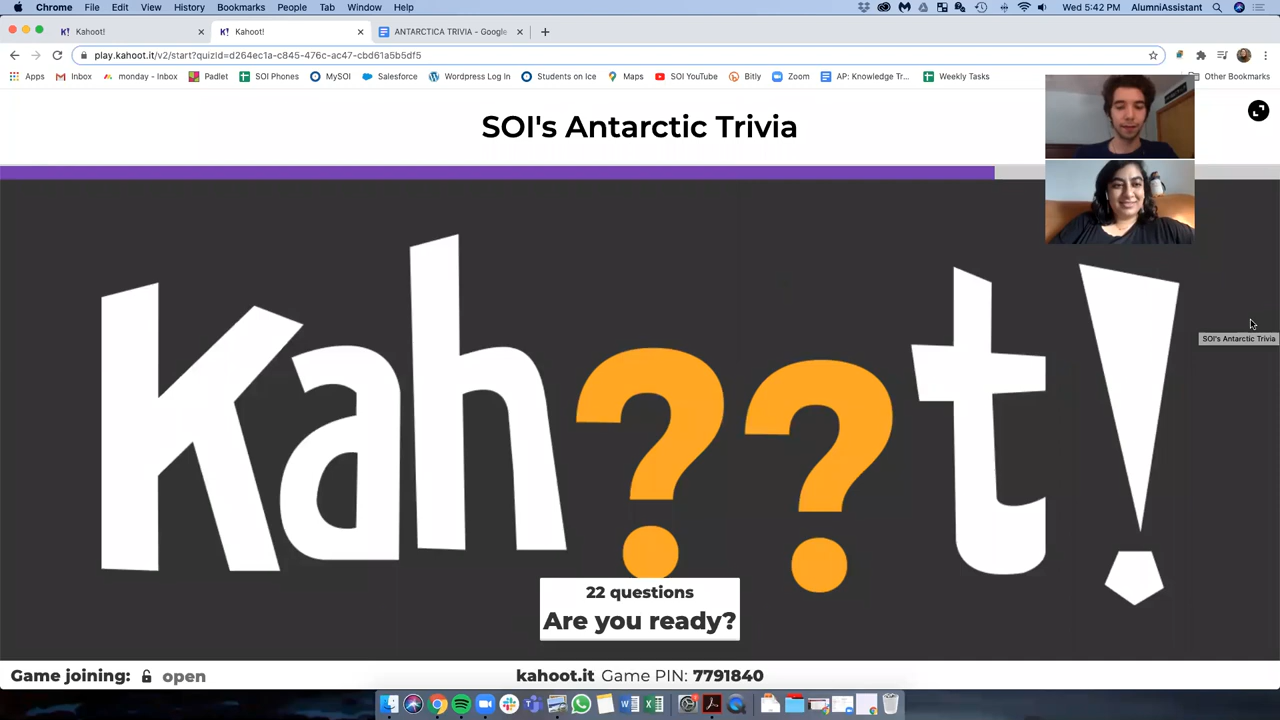 Chrome File Edit View History Bookmarks People Tab Window Help Wed 5:42 PM AlumniAssistant
Kahoot! Kahoot! ANTARCTICA TRIVIA - Google
play.kahoot.it/v2/start?quizId=d264ec1a-c845-476c-ac47-cbd61a5b5df5
Apps Inbox monday - Inbox Padlet SOI Phones MySOI Salesforce Wordpress Log In Students on Ice Maps SOI YouTube Bitly Zoom AP: Knowledge Tr... Weekly Tasks Other Bookmarks
SOI's Antarctic Trivia
Kah??t!
SOI's Antarctic Trivia
22 questions
Are you ready?
Game joining: open kahoot.it Game PIN: 7791840